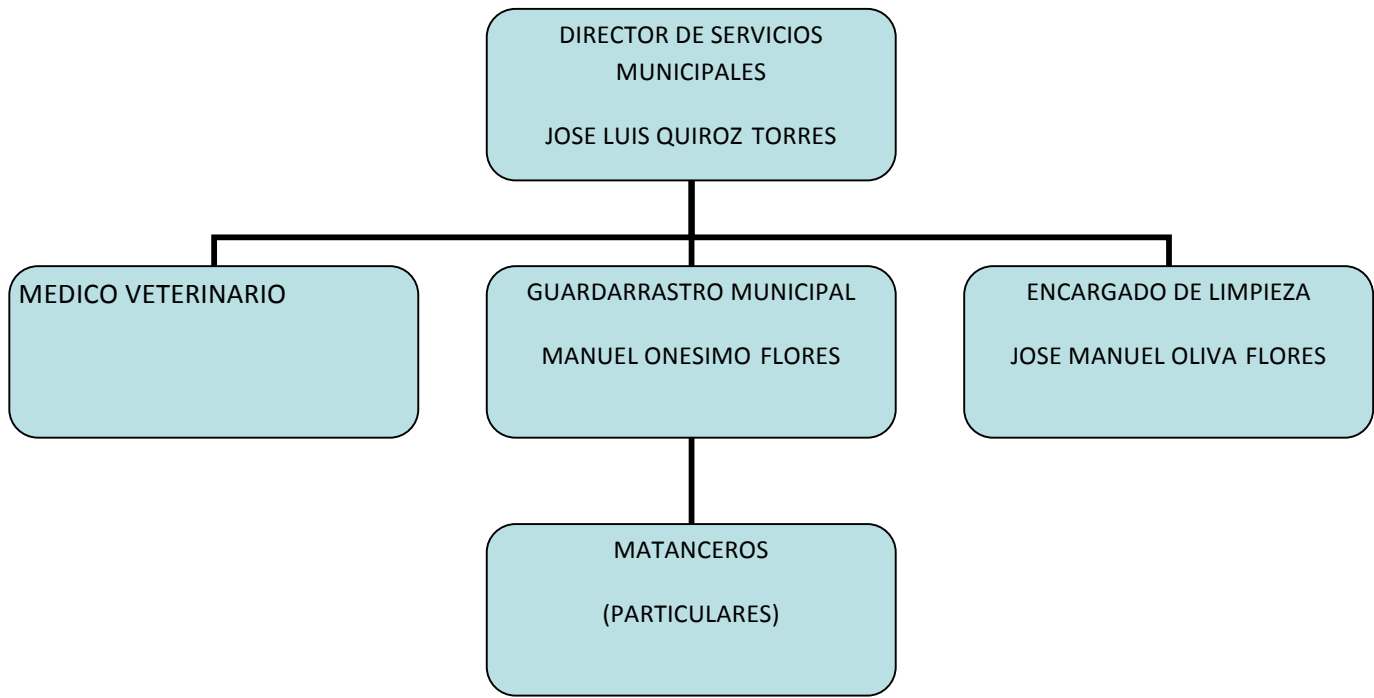 DIRECTOR DE SERVICIOS
MUNICIPALES
JOSE LUIS QUIROZ TORRES
MEDICO VETERINARIO
GUARDARRASTRO MUNICIPAL
MANUEL ONESIMO FLORES
ENCARGADO DE LIMPIEZA
JOSE MANUEL OLIVA FLORES
MATANCEROS
(PARTICULARES)